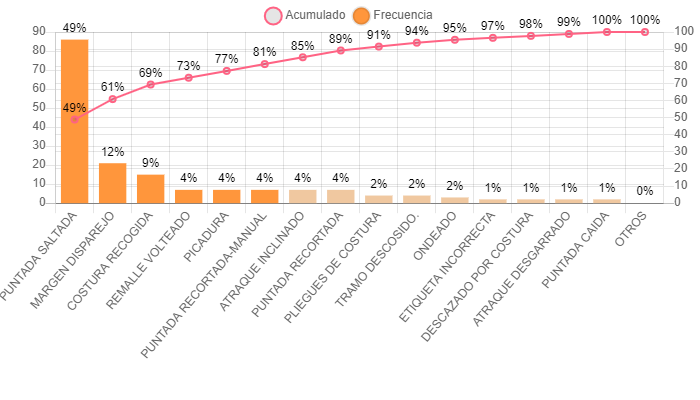 Acumulado Frecuencia
90
80
70
60
50
40
30
20
10
0
100
90
80
70
60
50
40
30
20
10
0
49% 61% 69% 73% 77% 81% 85% 89% 91% 94% 95% 97% 98% 99% 100% 100%
49% 12% 9% 4% 4% 4% 4% 4% 2% 2% 2% 1% 1% 1% 1% 0%
PUNTADA SALTADA
MARGEN DISPAREJO
COSTURA RECOGIDA
REMALLE VOLTEADO
PICADURA
PUNTADA RECORTADA-MANUAL
ATRAQUE INCLINADO
PUNTADA RECORTADA
PLIEGUES DE COSTURA
TRAMO DESCOSIDO.
ONDEADO
ETIQUETA INCORRECTA
DESCAZADO POR COSTURA
ATRAQUE DESGARRADO
PUNTADA CAIDA
OTROS